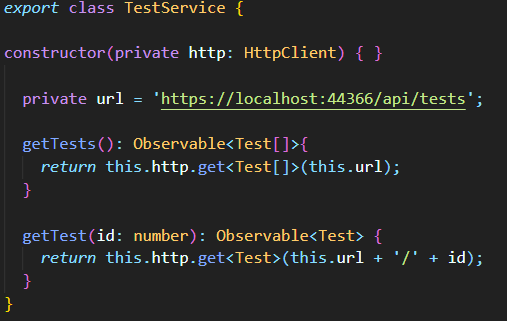 export class TestService {
constructor(private http: HttpClient) { }
private url = 'https://localhost:44366/api/tests';
getTests(): Observable<Test[]>{
return this.http.get<Test[]>(this.url);
}
getTest(id: number): Observable<Test> {
return this.http.get<Test>(this.url + '/' + id);
}
}